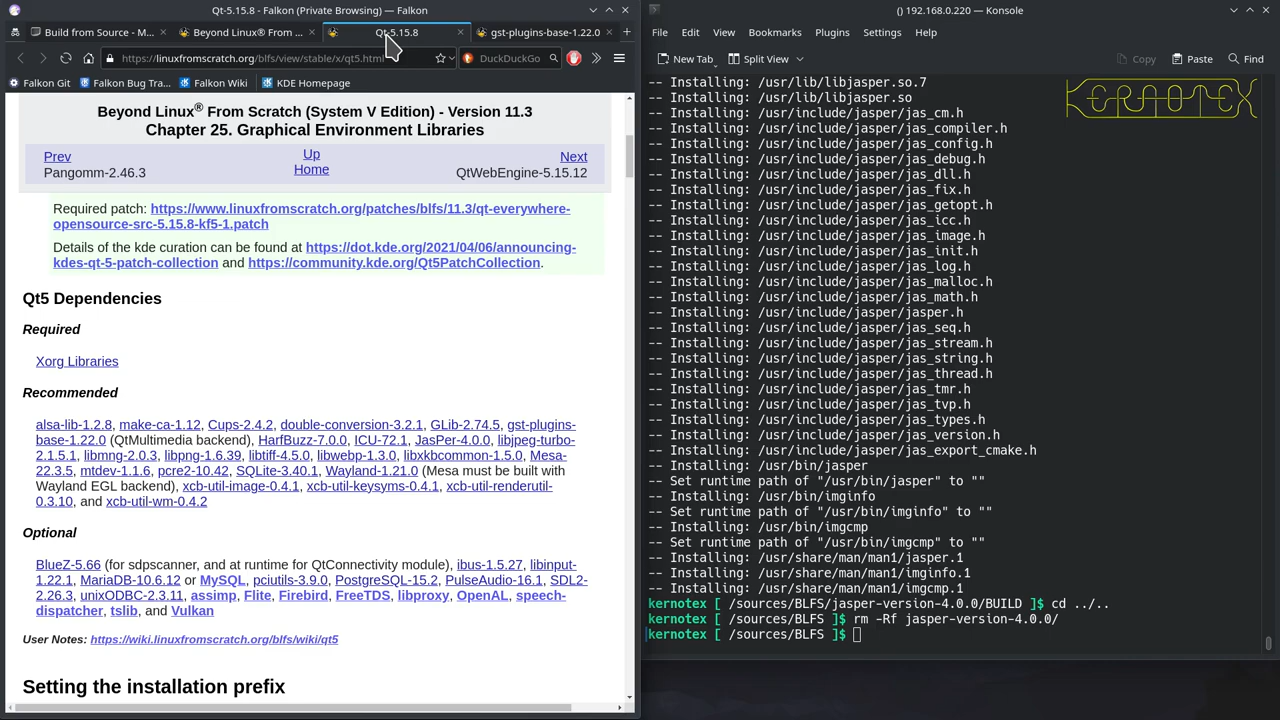 Qt-5.15.8 - Falkon (Private Browsing) — Falkon
Build from Source - M...
Beyond Linux® From ...
Qt-5.15.8
gst-plugins-base-1.22.0
https://linuxfromscratch.org/blfs/view/stable/x/qt5.html
DuckDuckGo
Falkon Git
Falkon Bug Tra...
Falkon Wiki
KDE Homepage
Beyond Linux® From Scratch (System V Edition) - Version 11.3
Chapter 25. Graphical Environment Libraries
Prev
Up
Next
Pangomm-2.46.3
Home
QtWebEngine-5.15.12
Required patch: https://www.linuxfromscratch.org/patches/blfs/11.3/qt-everywhere-
opensource-src-5.15.8-kf5-1.patch
Details of the kde curation can be found at https://dot.kde.org/2021/04/06/announcing-
kdes-qt-5-patch-collection and https://community.kde.org/Qt5PatchCollection.
Qt5 Dependencies
Required
Xorg Libraries
Recommended
alsa-lib-1.2.8, make-ca-1.12, Cups-2.4.2, double-conversion-3.2.1, GLib-2.74.5, gst-plugins-
base-1.22.0 (QtMultimedia backend), HarfBuzz-7.0.0, ICU-72.1, JasPer-4.0.0, libjpeg-turbo-
2.1.5.1, libmng-2.0.3, libpng-1.6.39, libtiff-4.5.0, libwebp-1.3.0, libxkbcommon-1.5.0, Mesa-
22.3.5, mtdev-1.1.6, pcre2-10.42, SQLite-3.40.1, Wayland-1.21.0 (Mesa must be built with
Wayland EGL backend), xcb-util-image-0.4.1, xcb-util-keysyms-0.4.1, xcb-util-renderutil-
0.3.10, and xcb-util-wm-0.4.2
Optional
BlueZ-5.66 (for sdpscanner, and at runtime for QtConnectivity module), ibus-1.5.27, libinput-
1.22.1, MariaDB-10.6.12 or MySQL, pciutils-3.9.0, PostgreSQL-15.2, PulseAudio-16.1, SDL2-
2.26.3, unixODBC-2.3.11, assimp, Flite, Firebird, FreeTDS, libproxy, OpenAL, speech-
dispatcher, tslib, and Vulkan
User Notes: https://wiki.linuxfromscratch.org/blfs/wiki/qt5
Setting the installation prefix
() 192.168.0.220 — Konsole
File Edit View Bookmarks Plugins Settings Help
New Tab
Split View
Copy
Paste
Find
KERNOTEX
-- Installing: /usr/lib/libjasper.so.7
-- Installing: /usr/lib/libjasper.so
-- Installing: /usr/include/jasper/jas_cm.h
-- Installing: /usr/include/jasper/jas_compiler.h
-- Installing: /usr/include/jasper/jas_config.h
-- Installing: /usr/include/jasper/jas_debug.h
-- Installing: /usr/include/jasper/jas_dll.h
-- Installing: /usr/include/jasper/jas_fix.h
-- Installing: /usr/include/jasper/jas_getopt.h
-- Installing: /usr/include/jasper/jas_icc.h
-- Installing: /usr/include/jasper/jas_image.h
-- Installing: /usr/include/jasper/jas_init.h
-- Installing: /usr/include/jasper/jas_log.h
-- Installing: /usr/include/jasper/jas_malloc.h
-- Installing: /usr/include/jasper/jas_math.h
-- Installing: /usr/include/jasper/jasper.h
-- Installing: /usr/include/jasper/jas_seq.h
-- Installing: /usr/include/jasper/jas_stream.h
-- Installing: /usr/include/jasper/jas_string.h
-- Installing: /usr/include/jasper/jas_thread.h
-- Installing: /usr/include/jasper/jas_tmr.h
-- Installing: /usr/include/jasper/jas_tvp.h
-- Installing: /usr/include/jasper/jas_types.h
-- Installing: /usr/include/jasper/jas_version.h
-- Installing: /usr/include/jasper/jas_export_cmake.h
-- Installing: /usr/bin/jasper
-- Set runtime path of "/usr/bin/jasper" to ""
-- Installing: /usr/bin/imginfo
-- Set runtime path of "/usr/bin/imginfo" to ""
-- Installing: /usr/bin/imgcmp
-- Set runtime path of "/usr/bin/imgcmp" to ""
-- Installing: /usr/share/man/man1/jasper.1
-- Installing: /usr/share/man/man1/imginfo.1
-- Installing: /usr/share/man/man1/imgcmp.1
kernotex [ /sources/BLFS/jasper-version-4.0.0/BUILD ]$ cd ../..
kernotex [ /sources/BLFS ]$ rm -Rf jasper-version-4.0.0/
kernotex [ /sources/BLFS ]$